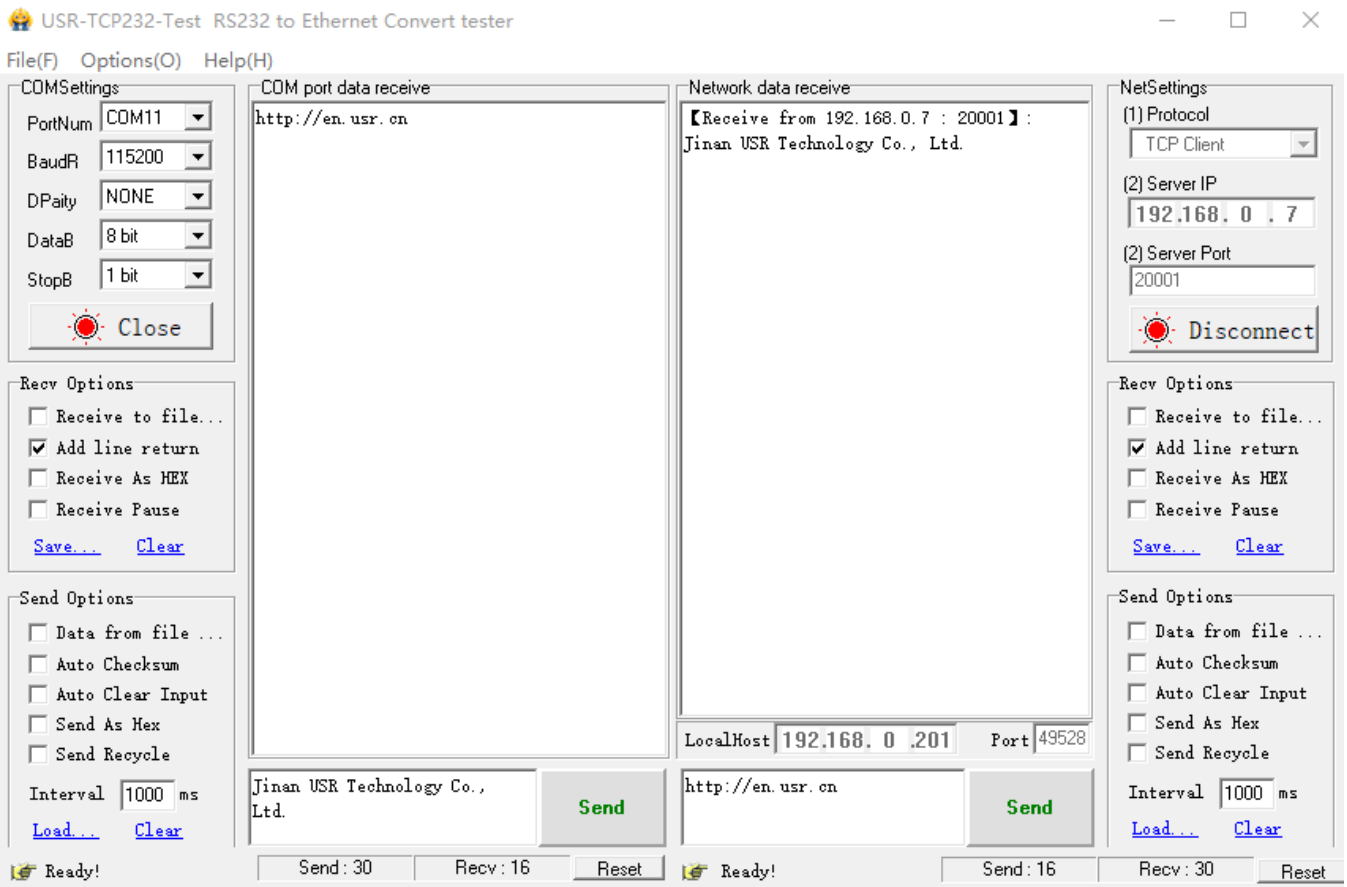 USR-TCP232-Test RS232 to Ethernet Convert tester
File(F) Options(O) Help(H)
COMSettings
PortNum COM11
BaudR 115200
DPaity NONE
DataB 8 bit
StopB 1 bit
Close
Recv Options
Receive to file...
Add line return
Receive As HEX
Receive Pause
Save... Clear
Send Options
Data from file ...
Auto Checksum
Auto Clear Input
Send As Hex
Send Recycle
Interval 1000 ms
Load... Clear
COM port data receive
http://en.usr.cn
Jinan USR Technology Co.,
Ltd.
Send
Network data receive
【Receive from 192.168.0.7 : 20001】:
Jinan USR Technology Co., Ltd.
LocalHost 192.168. 0 .201 Port 49528
http://en.usr.cn
Send
NetSettings
(1) Protocol
TCP Client
(2) Server IP
192.168. 0 . 7
(2) Server Port
20001
Disconnect
Recv Options
Receive to file...
Add line return
Receive As HEX
Receive Pause
Save... Clear
Send Options
Data from file ...
Auto Checksum
Auto Clear Input
Send As Hex
Send Recycle
Interval 1000 ms
Load... Clear
Ready! Send : 30 Recv : 16 Reset Ready! Send : 16 Recv : 30 Reset